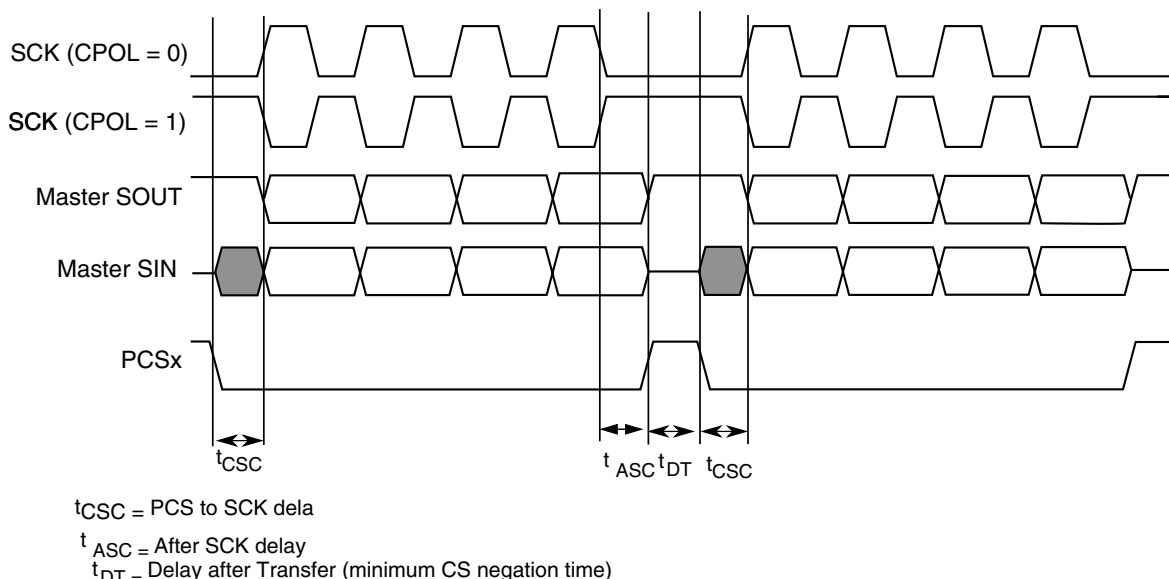 SCK (CPOL = 0)
SCK (CPOL = 1)
Master SOUT
Master SIN
PCSx
tCSC
t ASC
tDT
tCSC
tCSC = PCS to SCK dela
t ASC = After SCK delay
tDT = Delay after Transfer (minimum CS negation time)